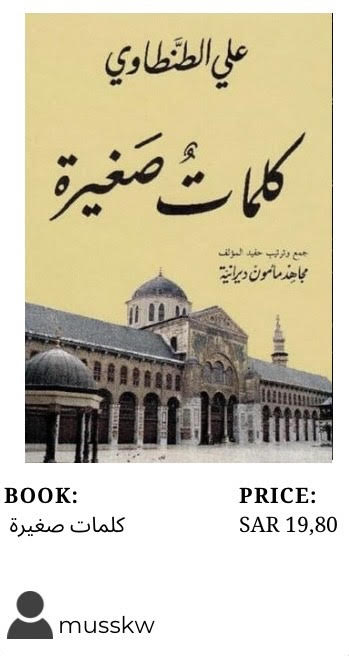 علي الطنطاوي
كلمات صغيرة
جمع وترتيب حفيد المؤلف
مجاهد مأمون ديرانية
BOOK:
PRICE:
كلمات صغيرة
SAR 19,80
musskw